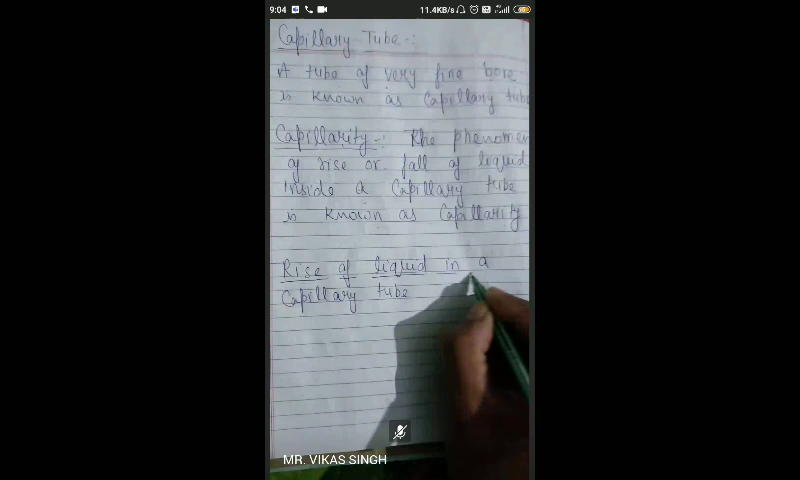 9:04
11.4KB/s
Capillary Tube :
A tube of very fine bore
is known as Capillary tube
Capillarity : The phenomen
of rise or fall of liquid
inside a Capillary tube
is known as Capillarity
Rise of liquid in a
Capillary tube
MR. VIKAS SINGH